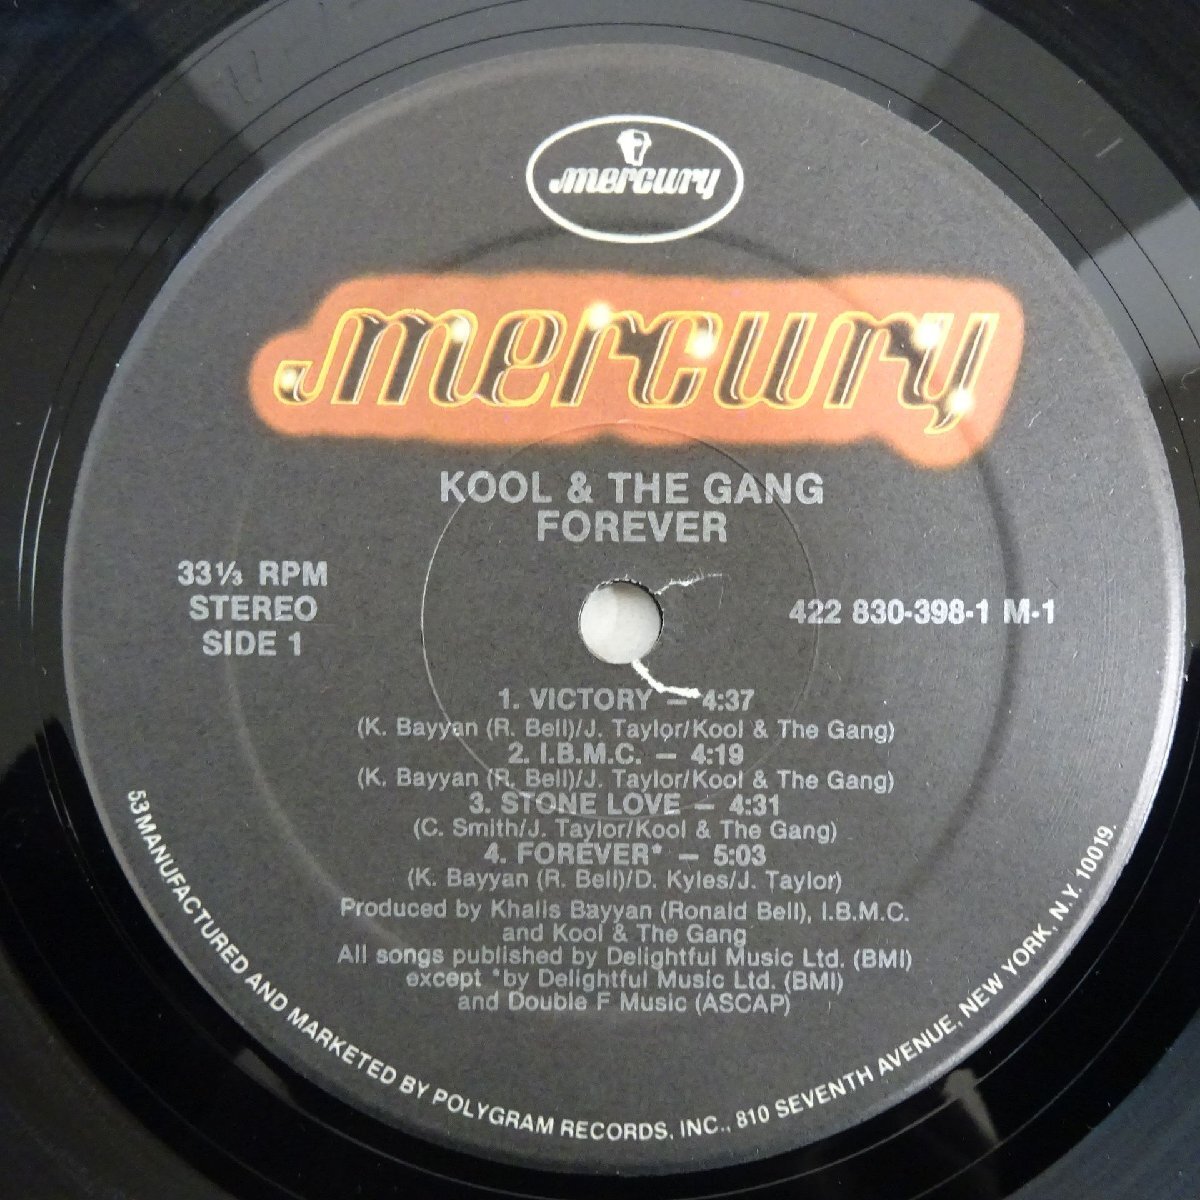 mercury
mercury
KOOL & THE GANG
FOREVER
33⅓ RPM
STEREO
SIDE 1
422 830-398-1 M-1
1. VICTORY — 4:37
(K. Bayyan (R. Bell)/J. Taylor/Kool & The Gang)
2. I.B.M.C. — 4:19
(K. Bayyan (R. Bell)/J. Taylor/Kool & The Gang)
3. STONE LOVE — 4:31
(C. Smith/J. Taylor/Kool & The Gang)
4. FOREVER* — 5:03
(K. Bayyan (R. Bell)/D. Kyles/J. Taylor)
Produced by Khalis Bayyan (Ronald Bell), I.B.M.C.
and Kool & The Gang
All songs published by Delightful Music Ltd. (BMI)
except *by Delightful Music Ltd. (BMI)
and Double F Music (ASCAP)
53 MANUFACTURED AND MARKETED BY POLYGRAM RECORDS, INC., 810 SEVENTH AVENUE, NEW YORK, N.Y. 10019.